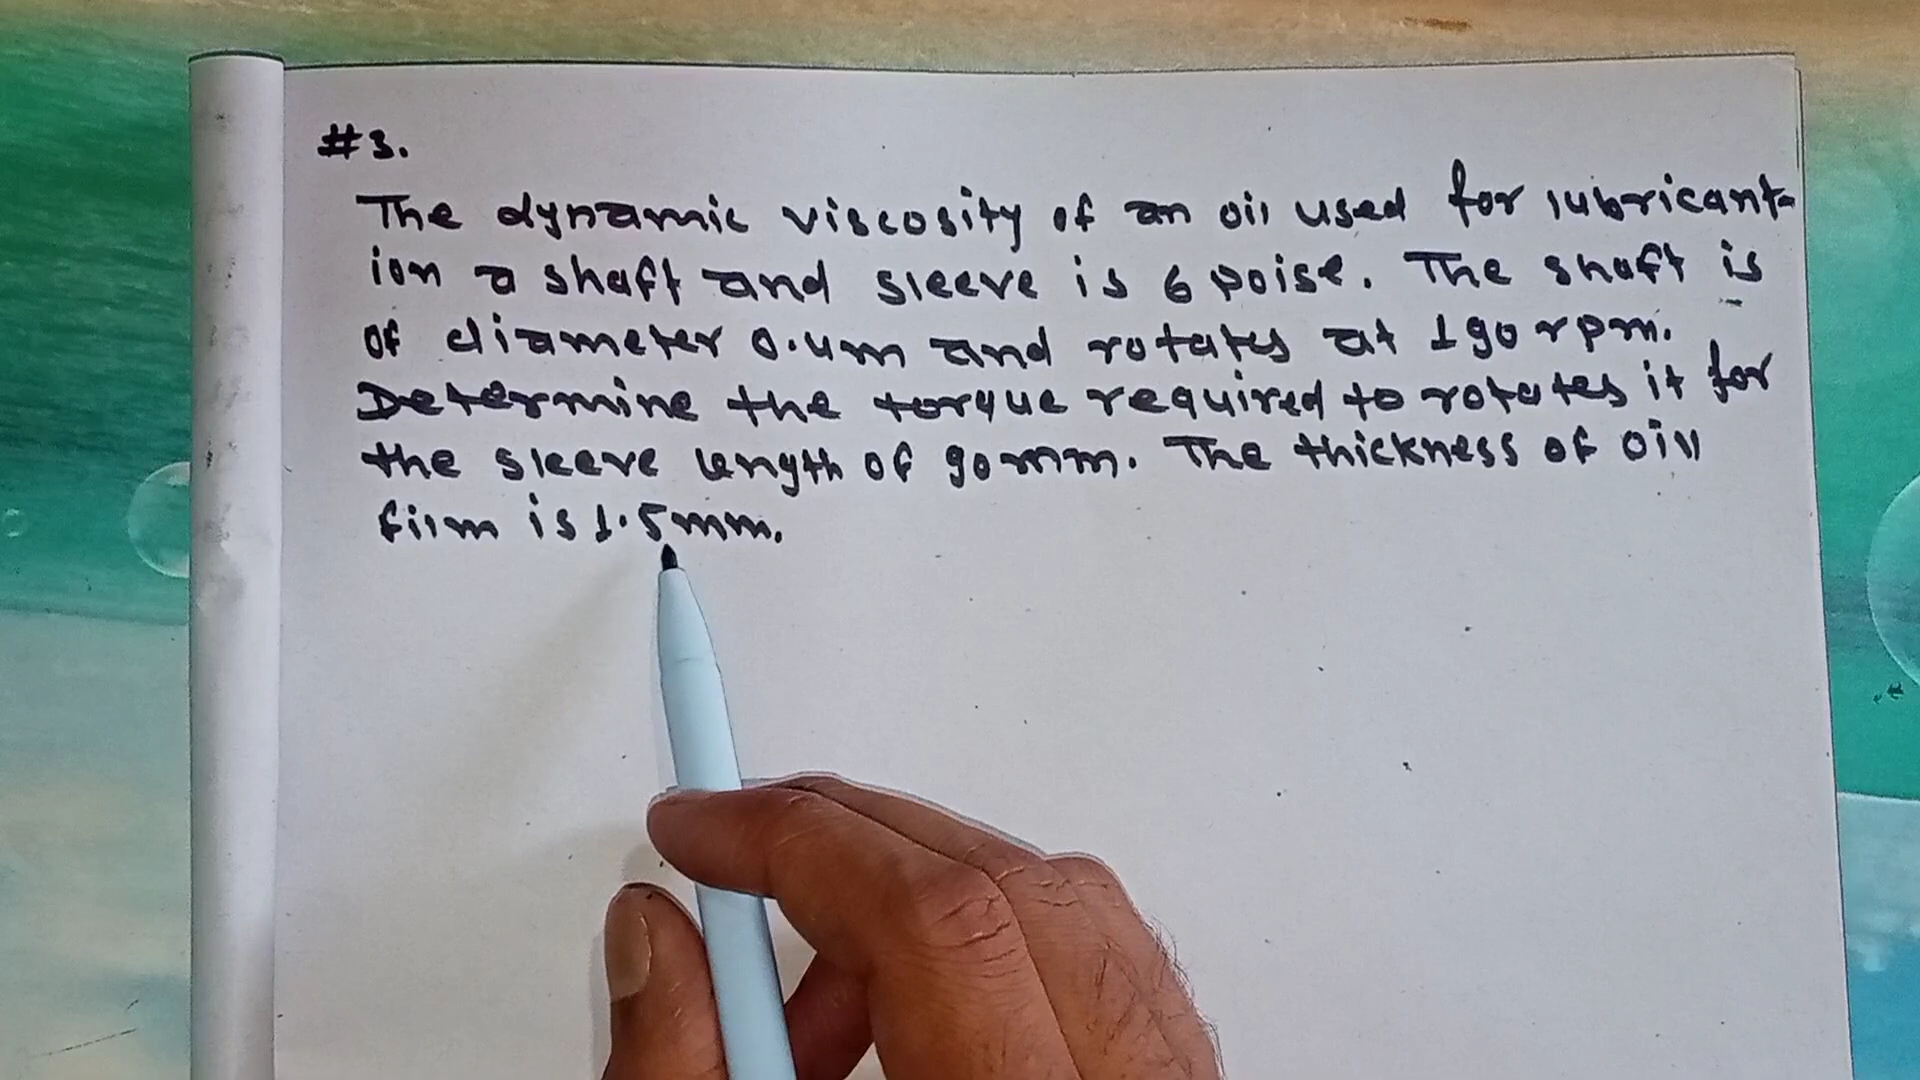 #3.
The dynamic viscosity of an oil used for lubricant-
ion a shaft and sleeve is 6 poise. The shaft is
of diameter 0.4m and rotates at 190 rpm.
Determine the torque required to rotates it for
the sleeve length of 90mm. The thickness of oil
film is 1.5mm.